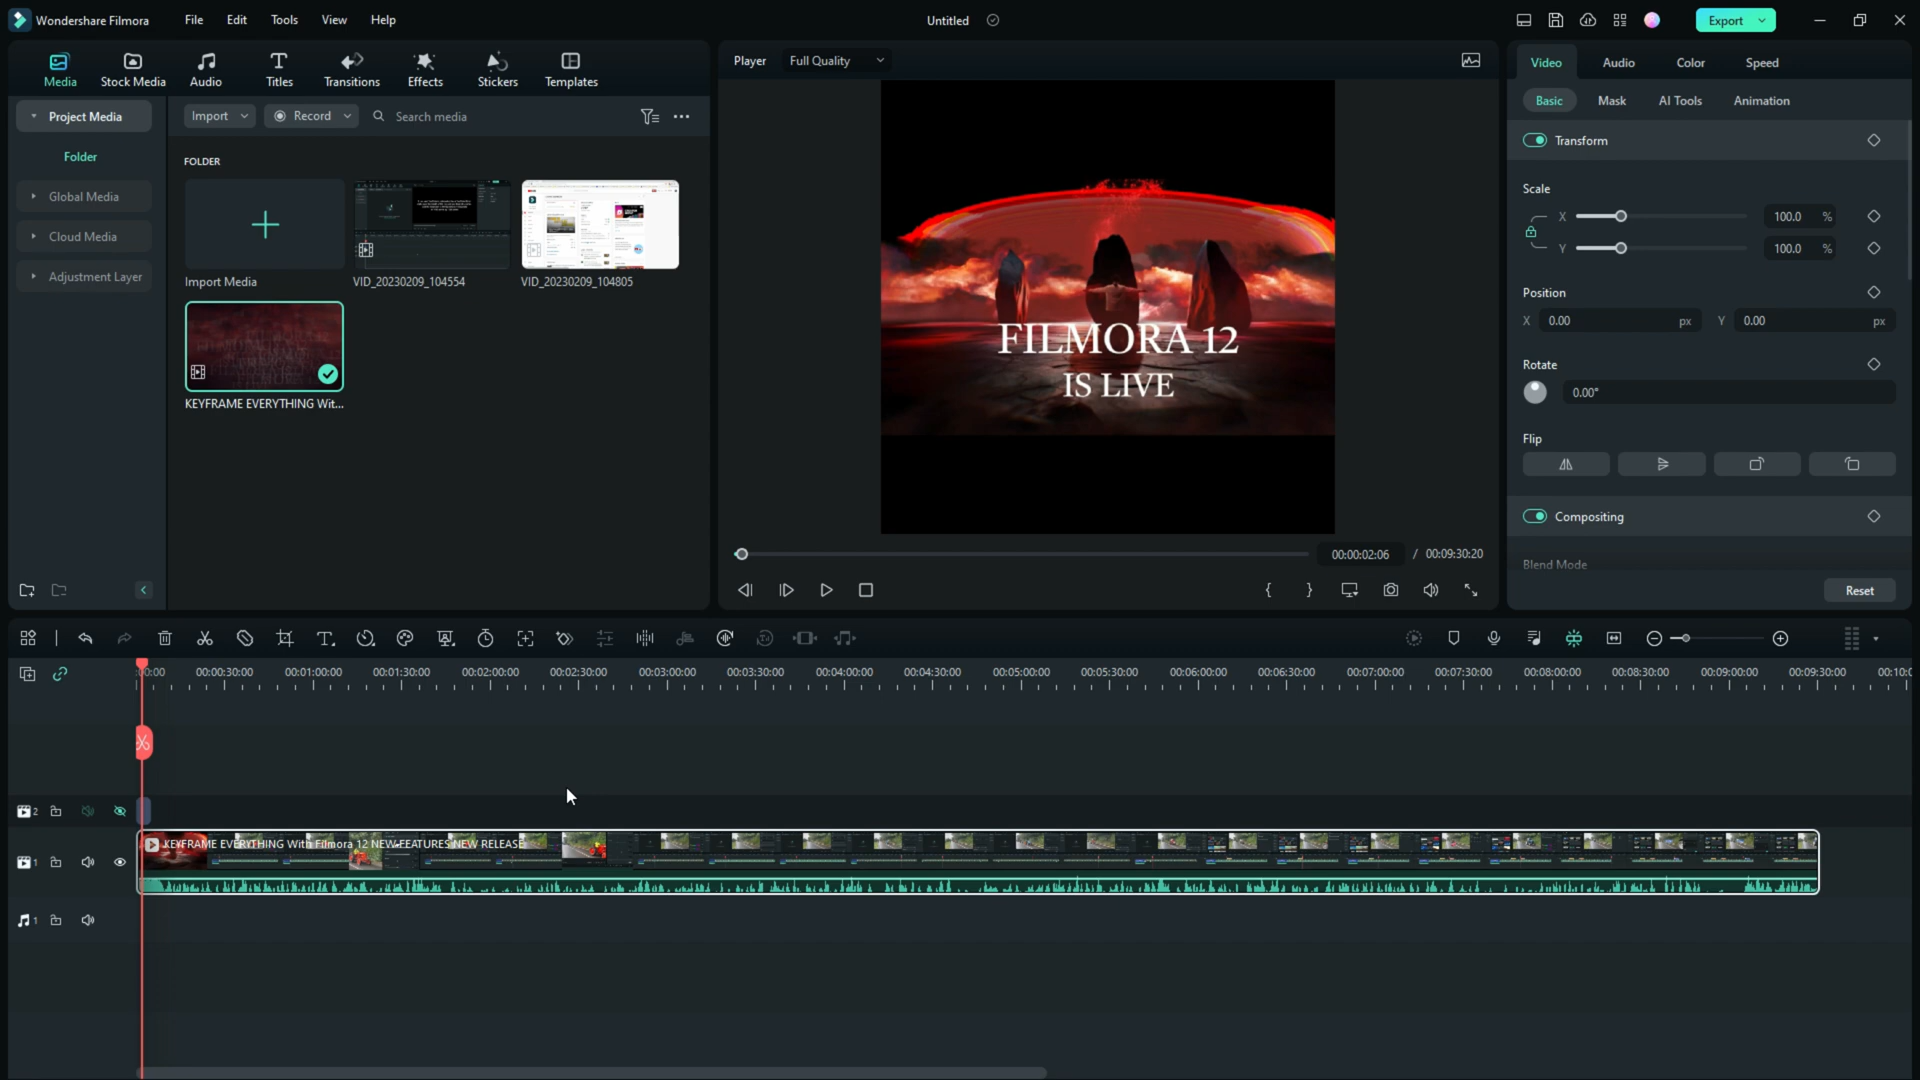 Wondershare Filmora
File
Edit
Tools
View
Help
Untitled
Export
Media
Stock Media
Audio
Titles
Transitions
Effects
Stickers
Templates
Project Media
Folder
Global Media
Cloud Media
Adjustment Layer
Import
Record
Search media
FOLDER
Import Media
VID_20230209_104554
VID_20230209_104805
KEYFRAME EVERYTHING Wit...
Player
Full Quality
FILMORA 12
IS LIVE
00:00:02:06 / 00:09:30:20
Video
Audio
Color
Speed
Basic
Mask
AI Tools
Animation
Transform
Scale
X 100.0 %
Y 100.0 %
Position
X 0.00 px Y 0.00 px
Rotate
0.00°
Flip
Compositing
Blend Mode
Reset
:00:00 00:00:30:00 00:01:00:00 00:01:30:00 00:02:00:00 00:02:30:00 00:03:00:00 00:03:30:00 00:04:00:00 00:04:30:00 00:05:00:00 00:05:30:00 00:06:00:00 00:06:30:00 00:07:00:00 00:07:30:00 00:08:00:00 00:08:30:00 00:09:00:00 00:09:30:00 00:10:0
2
1
KEYFRAME EVERYTHING With Filmora 12 NEW FEATURES NEW RELEASE
1